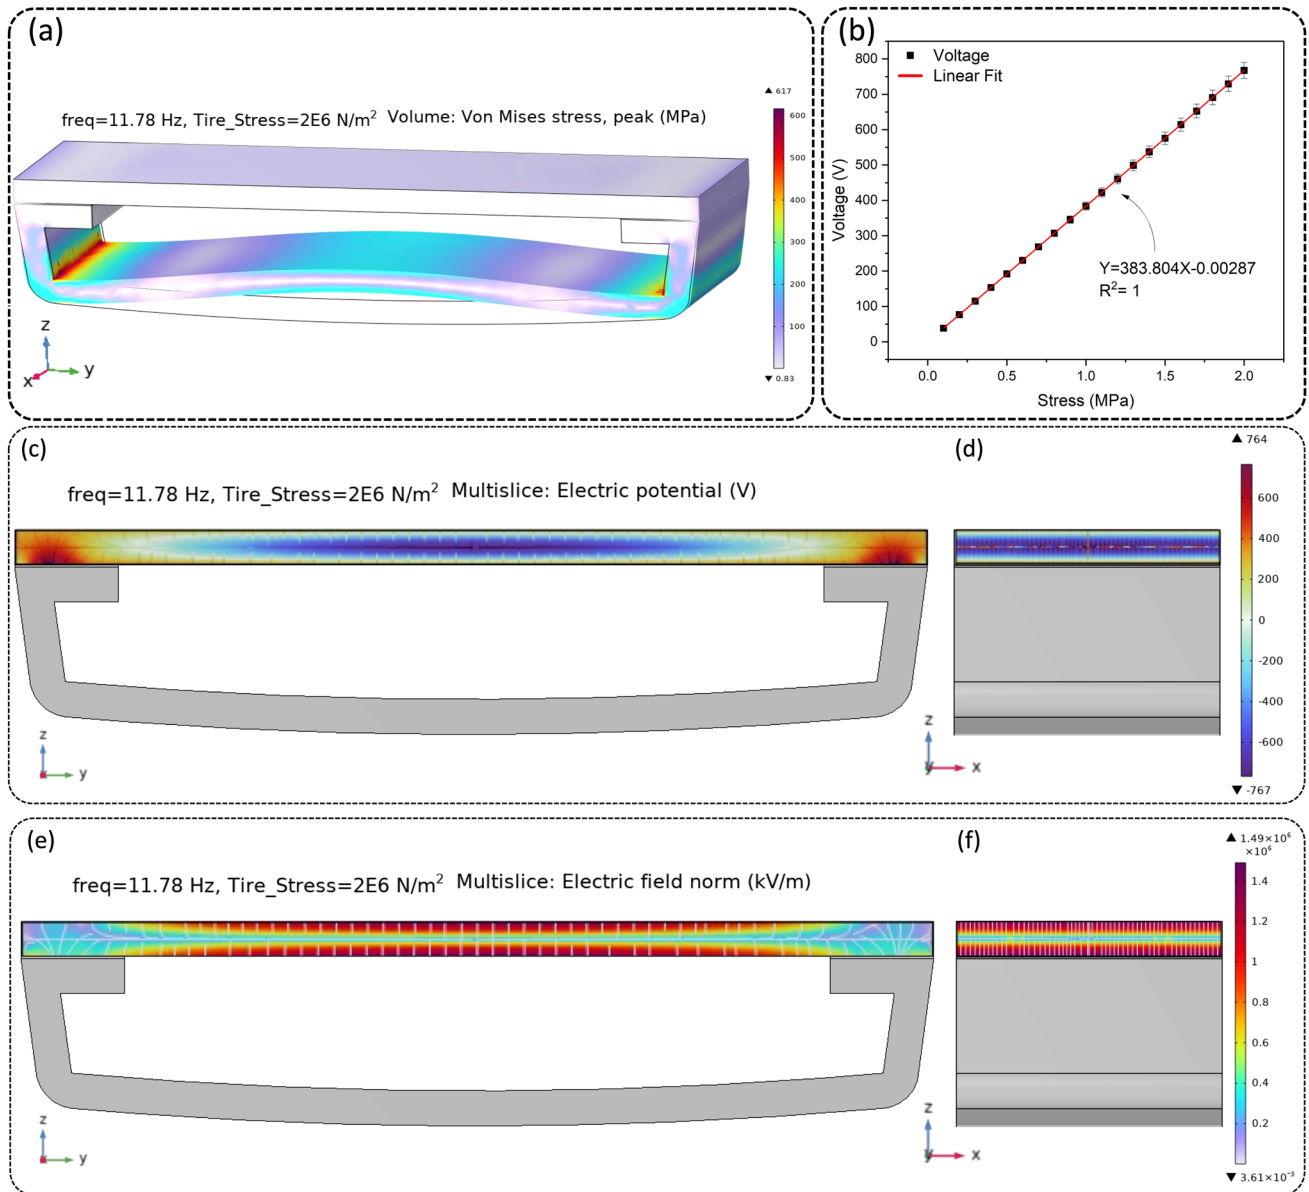 (a)
freq=11.78 Hz, Tire_Stress=2E6 N/m² Volume: Von Mises stress, peak (MPa)
▲ 617
600
500
400
300
200
100
▼ 0.83
z
y
x
(b)
Voltage
Linear Fit
800
700
600
500
400
300
200
100
0
Voltage (V)
Y=383.804X-0.00287
R²= 1
0.0 0.5 1.0 1.5 2.0
Stress (MPa)
(c)
freq=11.78 Hz, Tire_Stress=2E6 N/m² Multislice: Electric potential (V)
z
y
(d)
▲ 764
600
400
200
0
-200
-400
-600
▼ -767
z
y
x
(e)
freq=11.78 Hz, Tire_Stress=2E6 N/m² Multislice: Electric field norm (kV/m)
z
y
(f)
▲ 1.49×10⁶
×10⁶
1.4
1.2
1
0.8
0.6
0.4
0.2
▼ 3.61×10⁻³
z
y
x